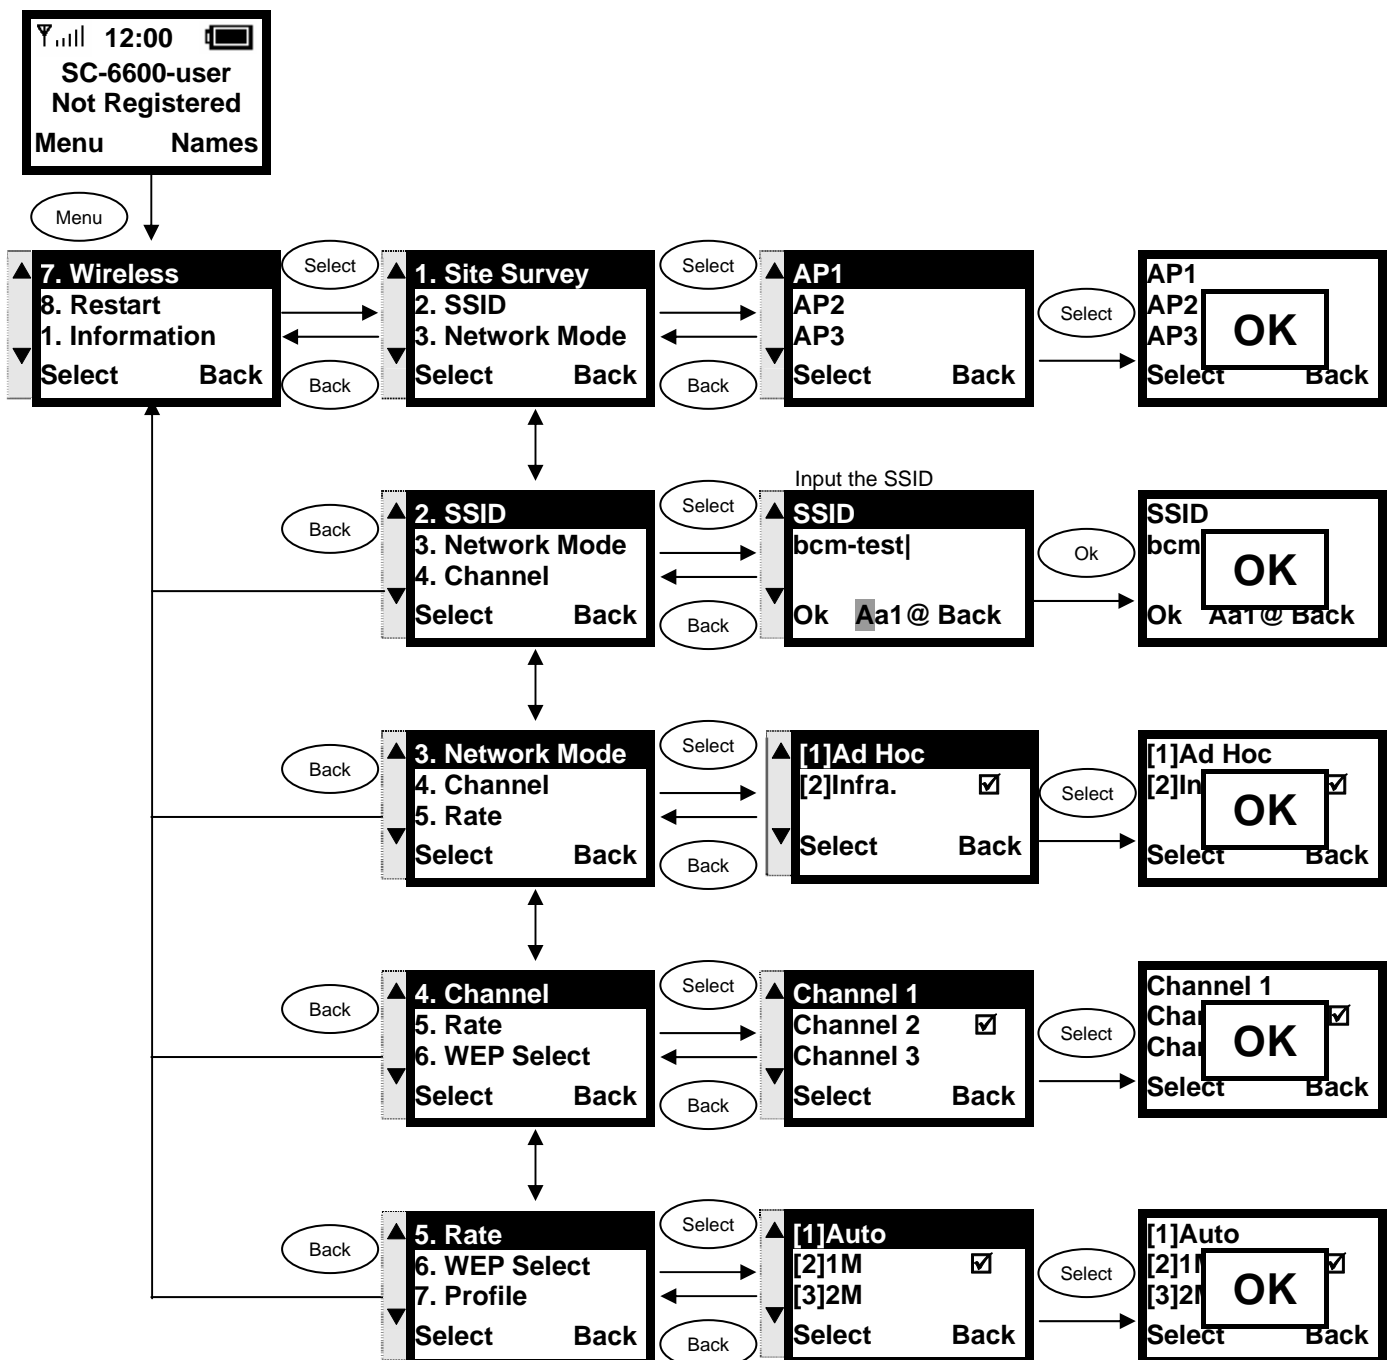 12:00
SC-6600-user
Not Registered
Menu Names
Menu
7. Wireless
8. Restart
1. Information
Select Back
Select
Back
1. Site Survey
2. SSID
3. Network Mode
Select Back
Select
Back
AP1
AP2
AP3
Select Back
Select
AP1
AP2
AP3
OK
Select Back
Back
2. SSID
3. Network Mode
4. Channel
Select Back
Select
Back
Input the SSID
SSID
bcm-test|
Ok Aa1@ Back
Ok
SSID
bcm
OK
Ok Aa1@ Back
Back
3. Network Mode
4. Channel
5. Rate
Select Back
Select
Back
[1]Ad Hoc
[2]Infra. ☑
Select Back
Select
[1]Ad Hoc
[2]In ☑
OK
Select Back
Back
4. Channel
5. Rate
6. WEP Select
Select Back
Select
Back
Channel 1
Channel 2 ☑
Channel 3
Select Back
Select
Channel 1
Cha ☑
Cha
OK
Select Back
Back
5. Rate
6. WEP Select
7. Profile
Select Back
Select
Back
[1]Auto
[2]1M ☑
[3]2M
Select Back
Select
[1]Auto
[2]1M ☑
[3]2M
OK
Select Back